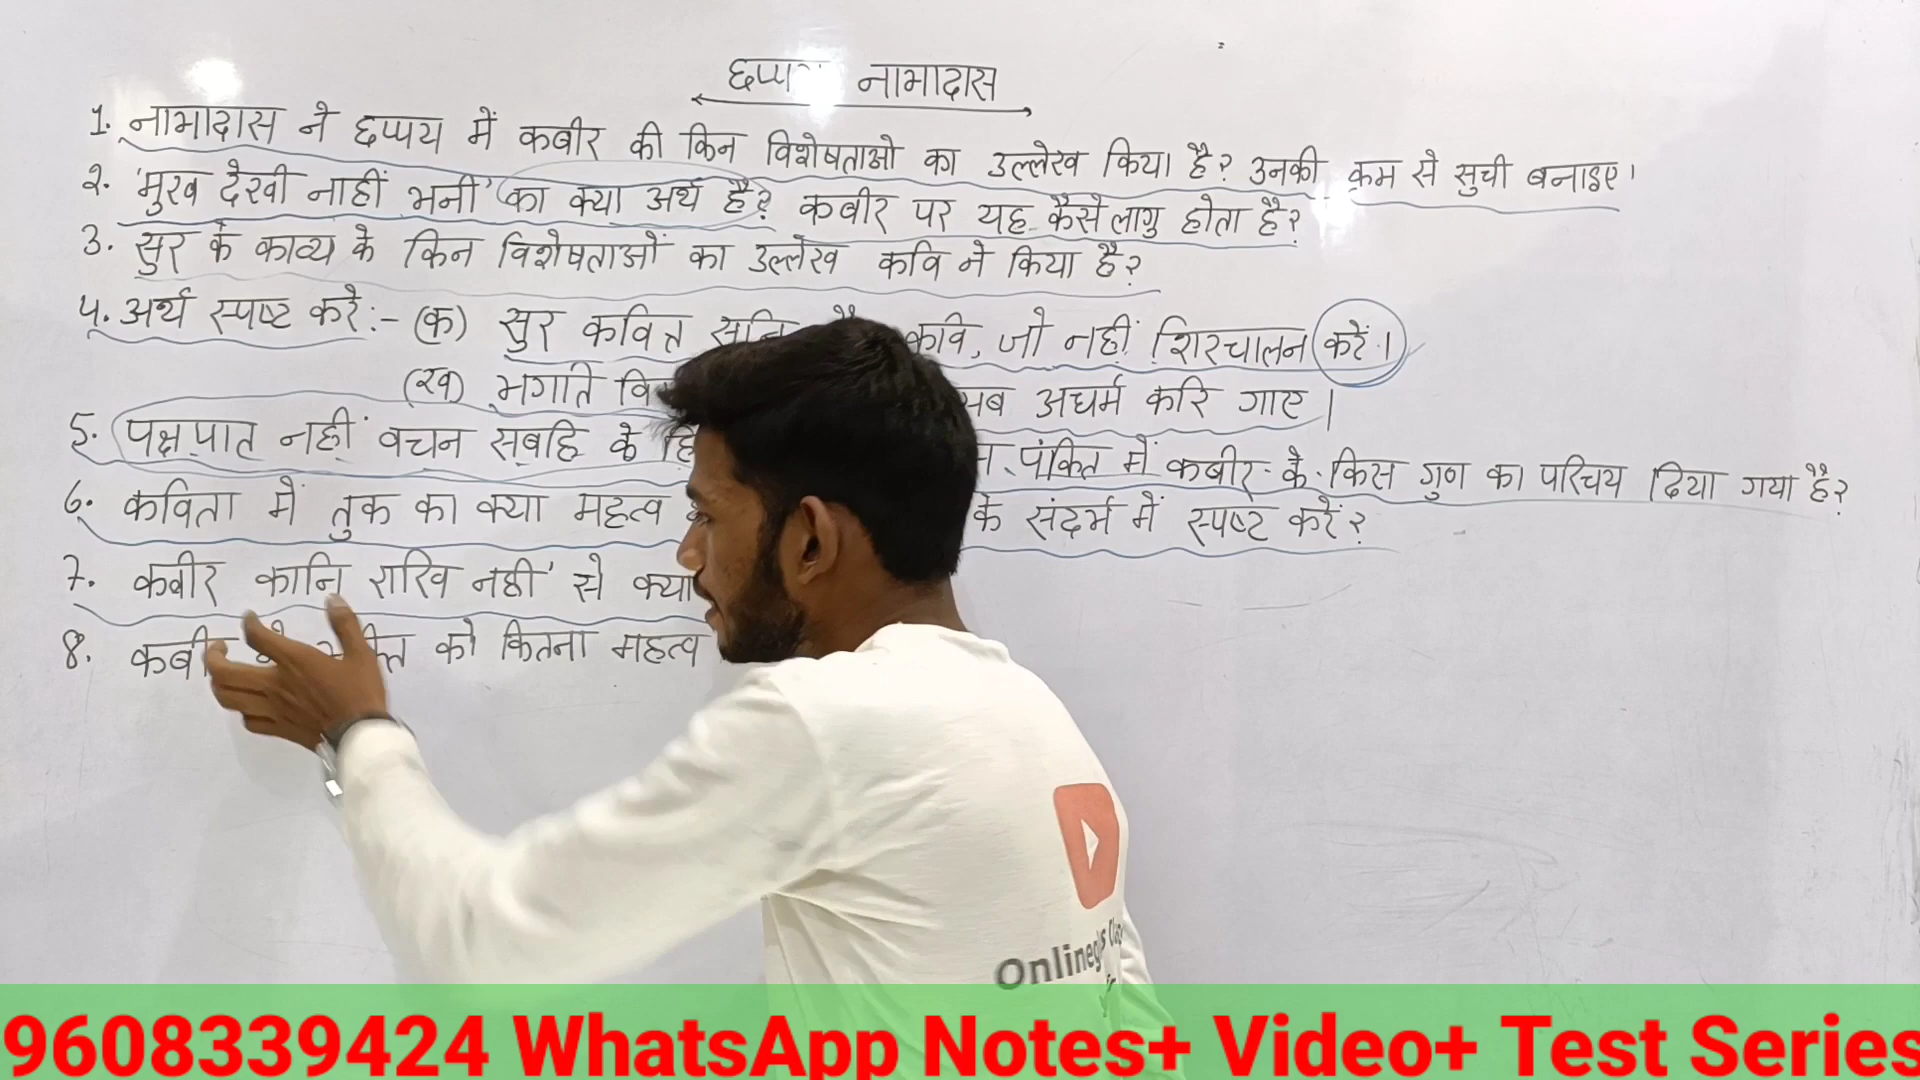 छप्पय नाभादास
1. नाभादास ने छप्पय में कबीर की किन विशेषताओ का उल्लेख किया है? उनकी क्रम से सुची बनाइए।
2. 'मुख देखी नाहीं भनी' का क्या अर्थ है? कबीर पर यह कैसे लागु होता है?
3. सुर के काव्य के किन विशेषताओं का उल्लेख कवि ने किया है?
4. अर्थ स्पष्ट करे:- (क) सुर कवित्त कवि, जो नहीं शिरचालन करें।
(ख) भगति सब अधर्म करि गाए।
5. पक्षपात नहीं वचन सबहि के पंक्ति में कबीर के किस गुण का परिचय दिया गया है?
6. कविता में तुक का क्या महत्व के संदर्भ में स्पष्ट करें?
7. कबीर कानि राखि नहीं' से क्या
8. को कितना महत्व
Onlinegs
9608339424 WhatsApp Notes+ Video+ Test Series